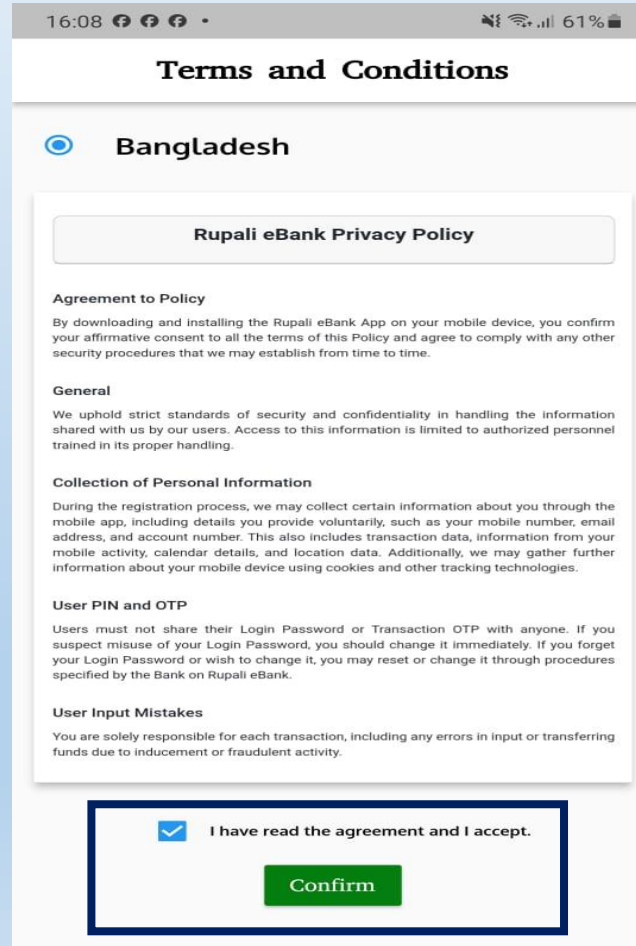 16:08
61%
Terms and Conditions
Bangladesh
Rupali eBank Privacy Policy
Agreement to Policy
By downloading and installing the Rupali eBank App on your mobile device, you confirm
your affirmative consent to all the terms of this Policy and agree to comply with any other
security procedures that we may establish from time to time.
General
We uphold strict standards of security and confidentiality in handling the information
shared with us by our users. Access to this information is limited to authorized personnel
trained in its proper handling.
Collection of Personal Information
During the registration process, we may collect certain information about you through the
mobile app, including details you provide voluntarily, such as your mobile number, email
address, and account number. This also includes transaction data, information from your
mobile activity, calendar details, and location data. Additionally, we may gather further
information about your mobile device using cookies and other tracking technologies.
User PIN and OTP
Users must not share their Login Password or Transaction OTP with anyone. If you
suspect misuse of your Login Password, you should change it immediately. If you forget
your Login Password or wish to change it, you may reset or change it through procedures
specified by the Bank on Rupali eBank.
User Input Mistakes
You are solely responsible for each transaction, including any errors in input or transferring
funds due to inducement or fraudulent activity.
I have read the agreement and I accept.
Confirm